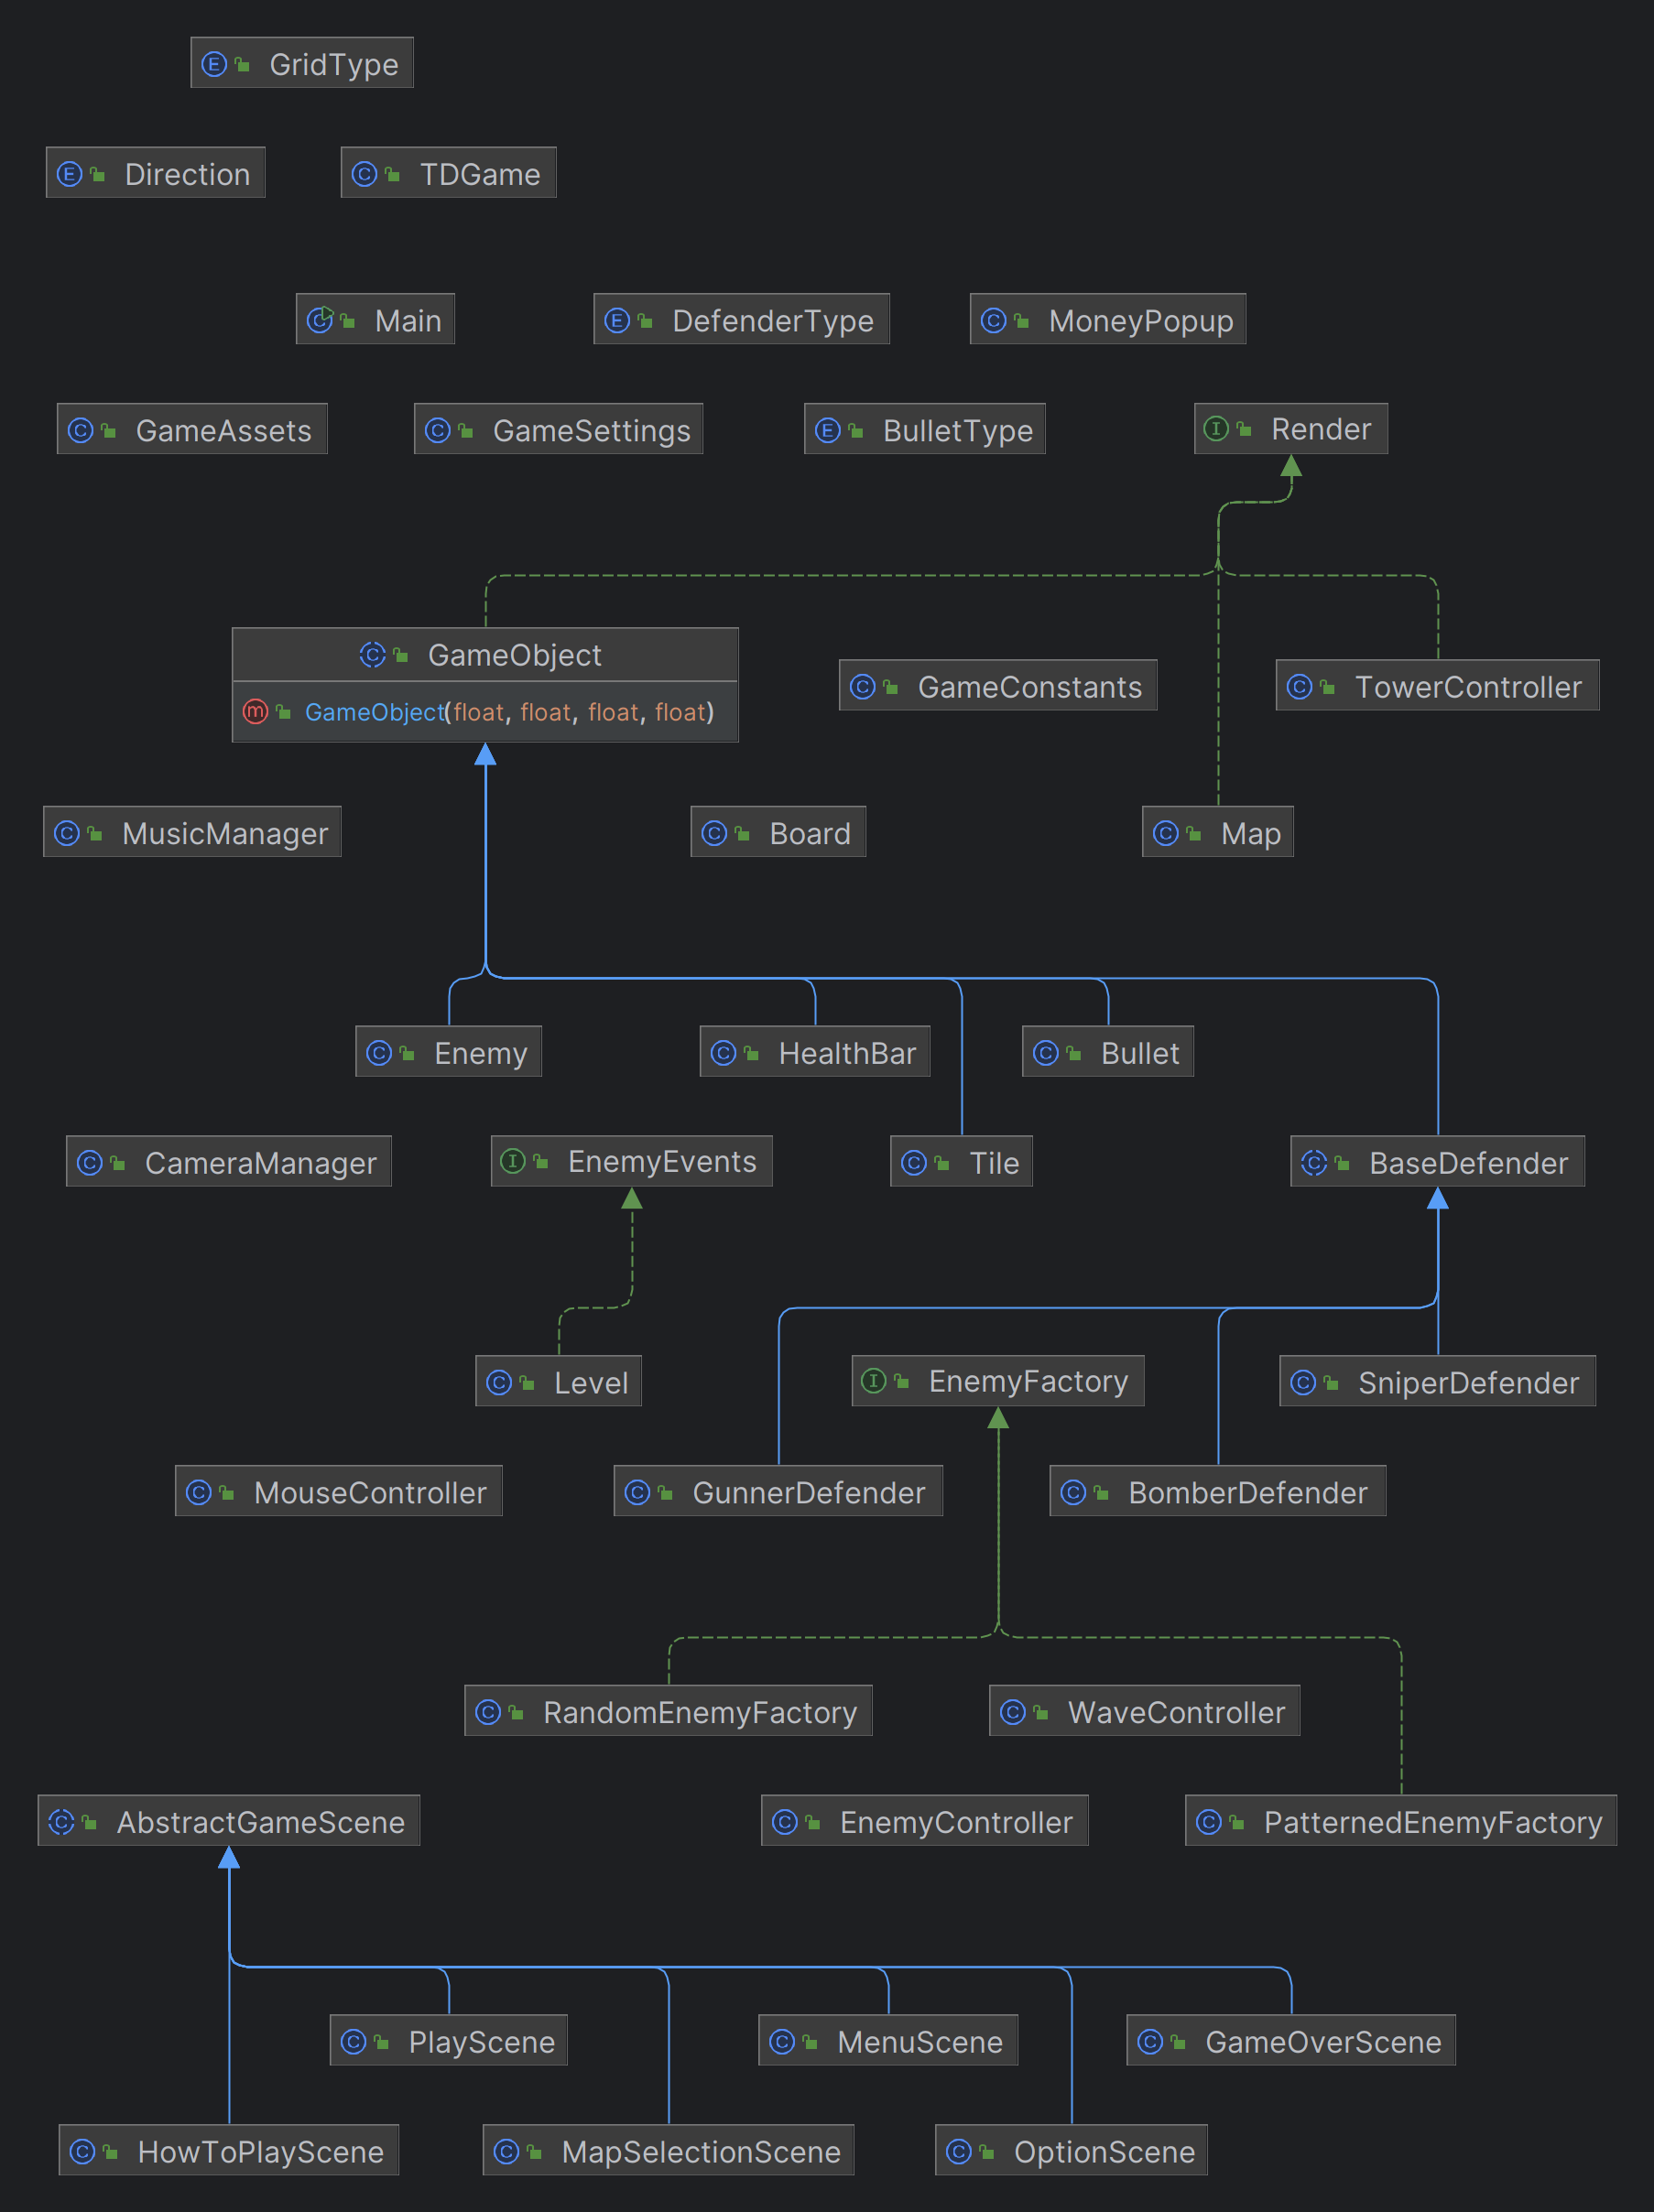 GridType
Direction
TDGame
Main
DefenderType
MoneyPopup
GameAssets
GameSettings
BulletType
Render
GameObject
GameObject(float, float, float, float)
GameConstants
TowerController
MusicManager
Board
Map
Enemy
HealthBar
Bullet
CameraManager
EnemyEvents
Tile
BaseDefender
Level
EnemyFactory
SniperDefender
MouseController
GunnerDefender
BomberDefender
RandomEnemyFactory
WaveController
AbstractGameScene
EnemyController
PatternedEnemyFactory
PlayScene
MenuScene
GameOverScene
HowToPlayScene
MapSelectionScene
OptionScene